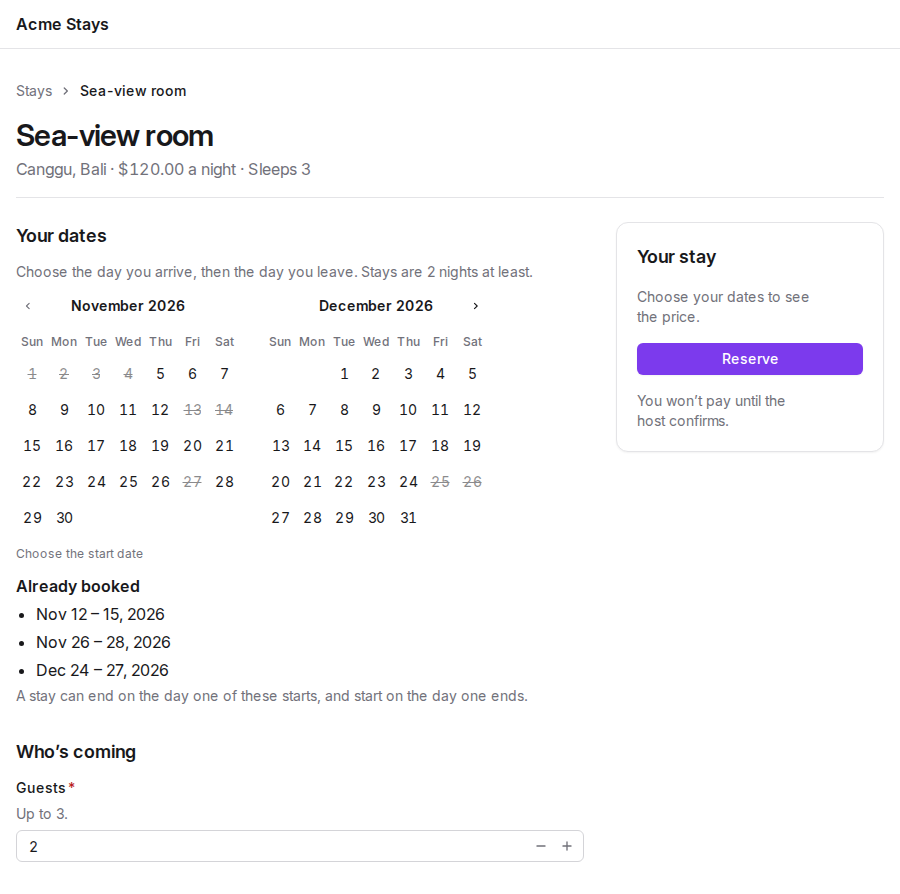 Acme Stays
Stays › Sea-view room
Sea-view room
Canggu, Bali · $120.00 a night · Sleeps 3
Your dates
Choose the day you arrive, then the day you leave. Stays are 2 nights at least.
‹ November 2026
Sun Mon Tue Wed Thu Fri Sat
1 2 3 4 5 6 7
8 9 10 11 12 13 14
15 16 17 18 19 20 21
22 23 24 25 26 27 28
29 30
December 2026 ›
Sun Mon Tue Wed Thu Fri Sat
1 2 3 4 5
6 7 8 9 10 11 12
13 14 15 16 17 18 19
20 21 22 23 24 25 26
27 28 29 30 31
Choose the start date
Already booked
• Nov 12 – 15, 2026
• Nov 26 – 28, 2026
• Dec 24 – 27, 2026
A stay can end on the day one of these starts, and start on the day one ends.
Who’s coming
Guests *
Up to 3.
2 − +
Your stay
Choose your dates to see
the price.
Reserve
You won’t pay until the
host confirms.